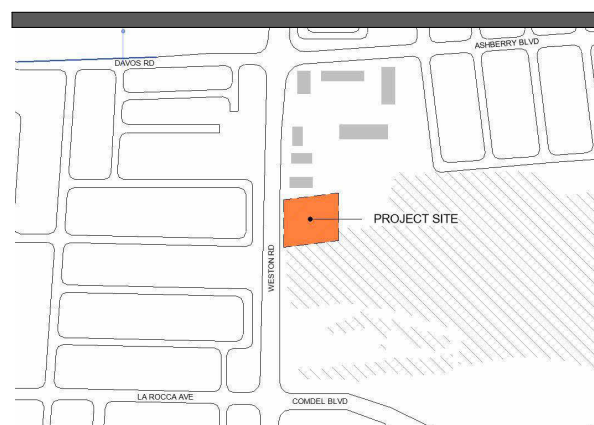 ASHBERRY BLVD
DAVOS RD
PROJECT SITE
WESTON RD
LA ROCCA AVE
COMDEL BLVD